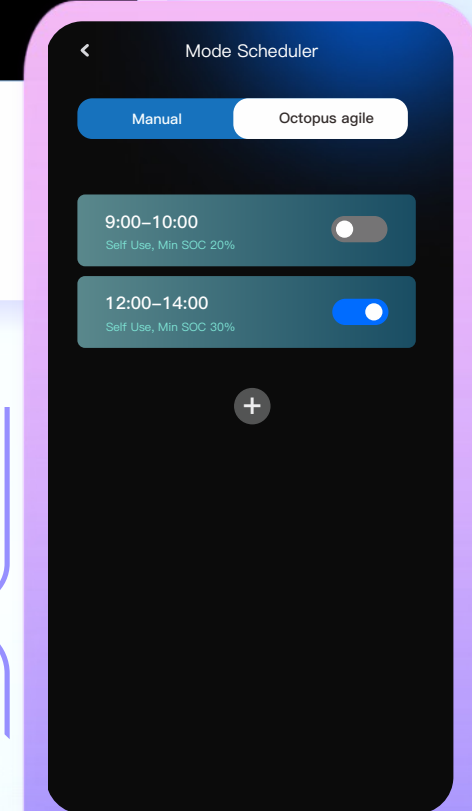 Mode Scheduler
Manual
Octopus agile
9:00–10:00
Self Use, Min SOC 20%
12:00–14:00
Self Use, Min SOC 30%